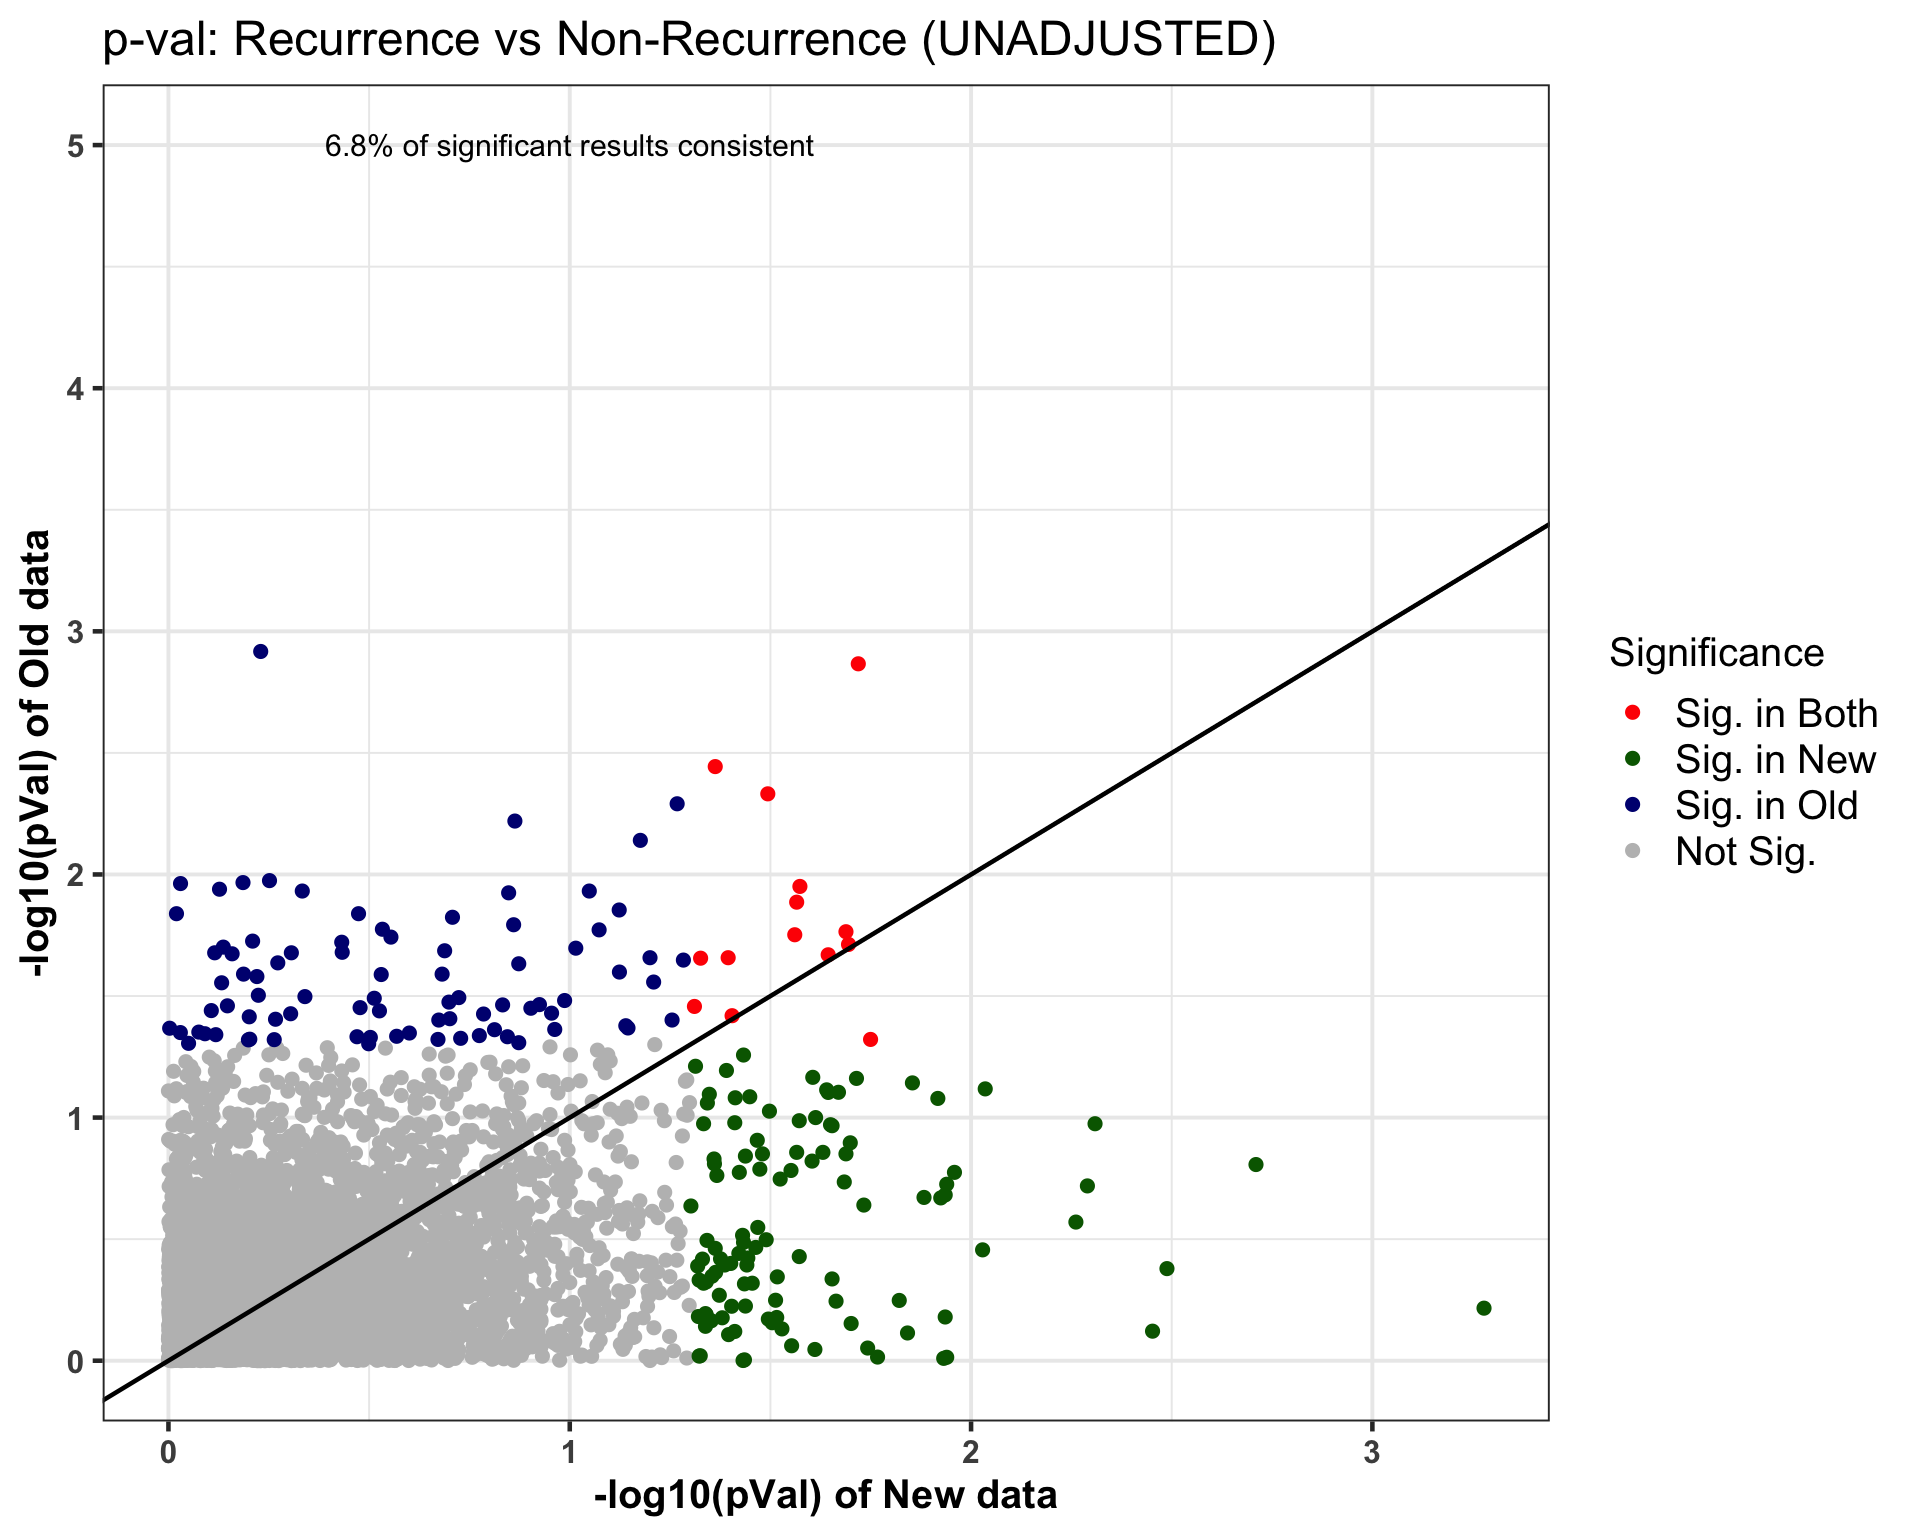 p-val: Recurrence vs Non-Recurrence (UNADJUSTED)
6.8% of significant results consistent
5
4
3
2
1
0
-log10(pVal) of Old data
0
1
2
3
-log10(pVal) of New data
Significance
Sig. in Both
Sig. in New
Sig. in Old
Not Sig.